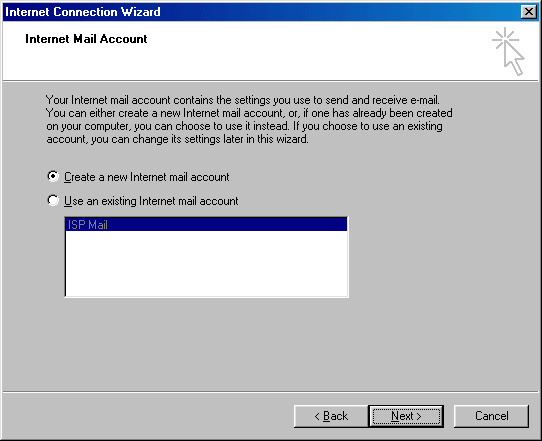 Internet Connection Wizard
Internet Mail Account
Your Internet mail account contains the settings you use to send and receive e-mail.
You can either create a new Internet mail account, or, if one has already been created
on your computer, you can choose to use it instead. If you choose to use an existing
account, you can change its settings later in this wizard.
Create a new Internet mail account
Use an existing Internet mail account
ISP Mail
< Back
Next >
Cancel